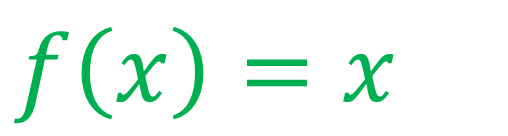 f(x) = x